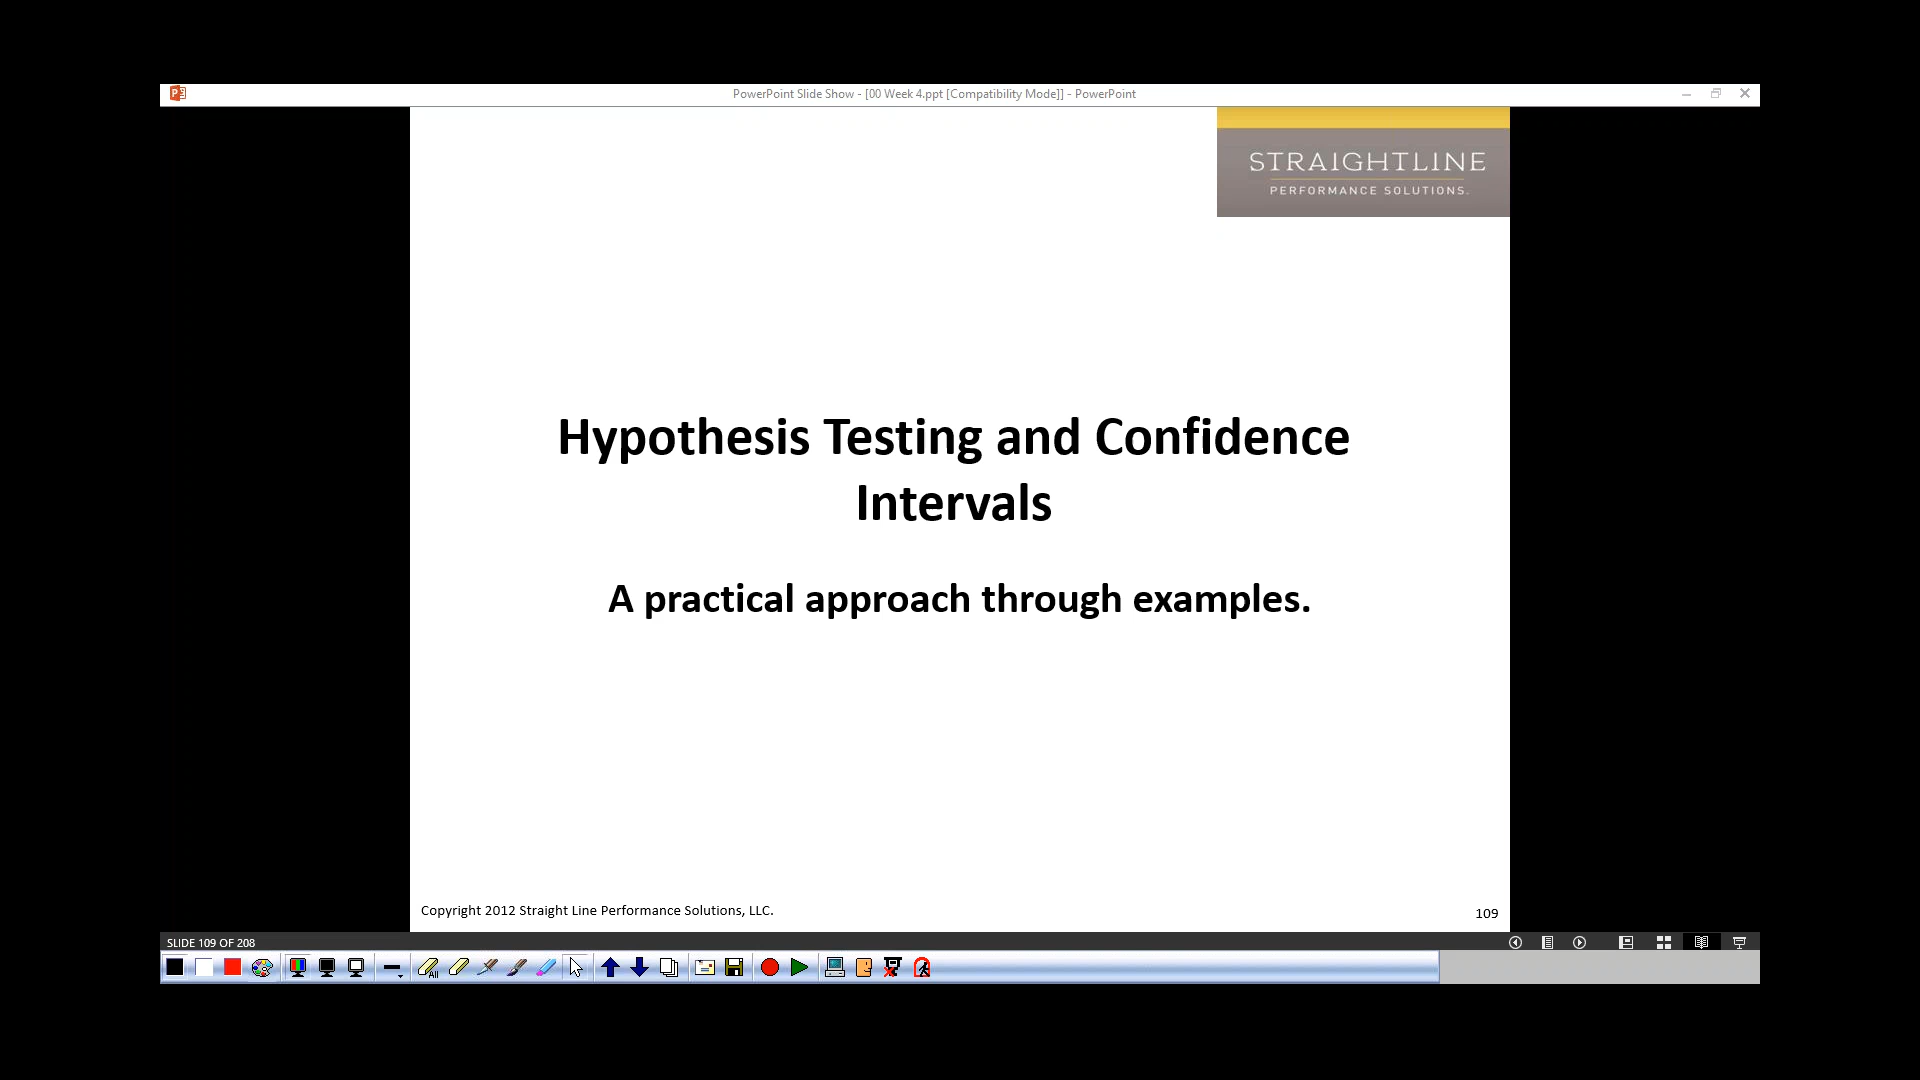 PowerPoint Slide Show - [00 Week 4.ppt [Compatibility Mode]] - PowerPoint
STRAIGHTLINE
PERFORMANCE SOLUTIONS.
Hypothesis Testing and Confidence
Intervals
A practical approach through examples.
Copyright 2012 Straight Line Performance Solutions, LLC.
109
SLIDE 109 OF 208
All